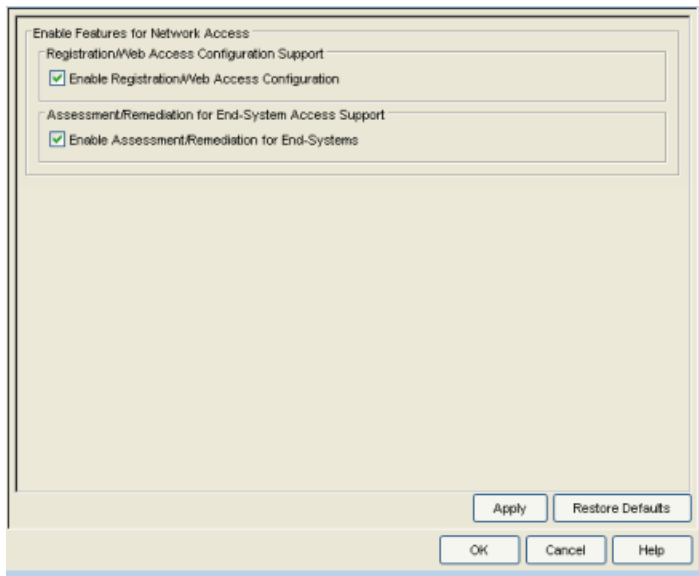 Enable Features for Network Access
Registration/Web Access Configuration Support
Enable Registration/Web Access Configuration
Assessment/Remediation for End-System Access Support
Enable Assessment/Remediation for End-Systems
Apply
Restore Defaults
OK
Cancel
Help